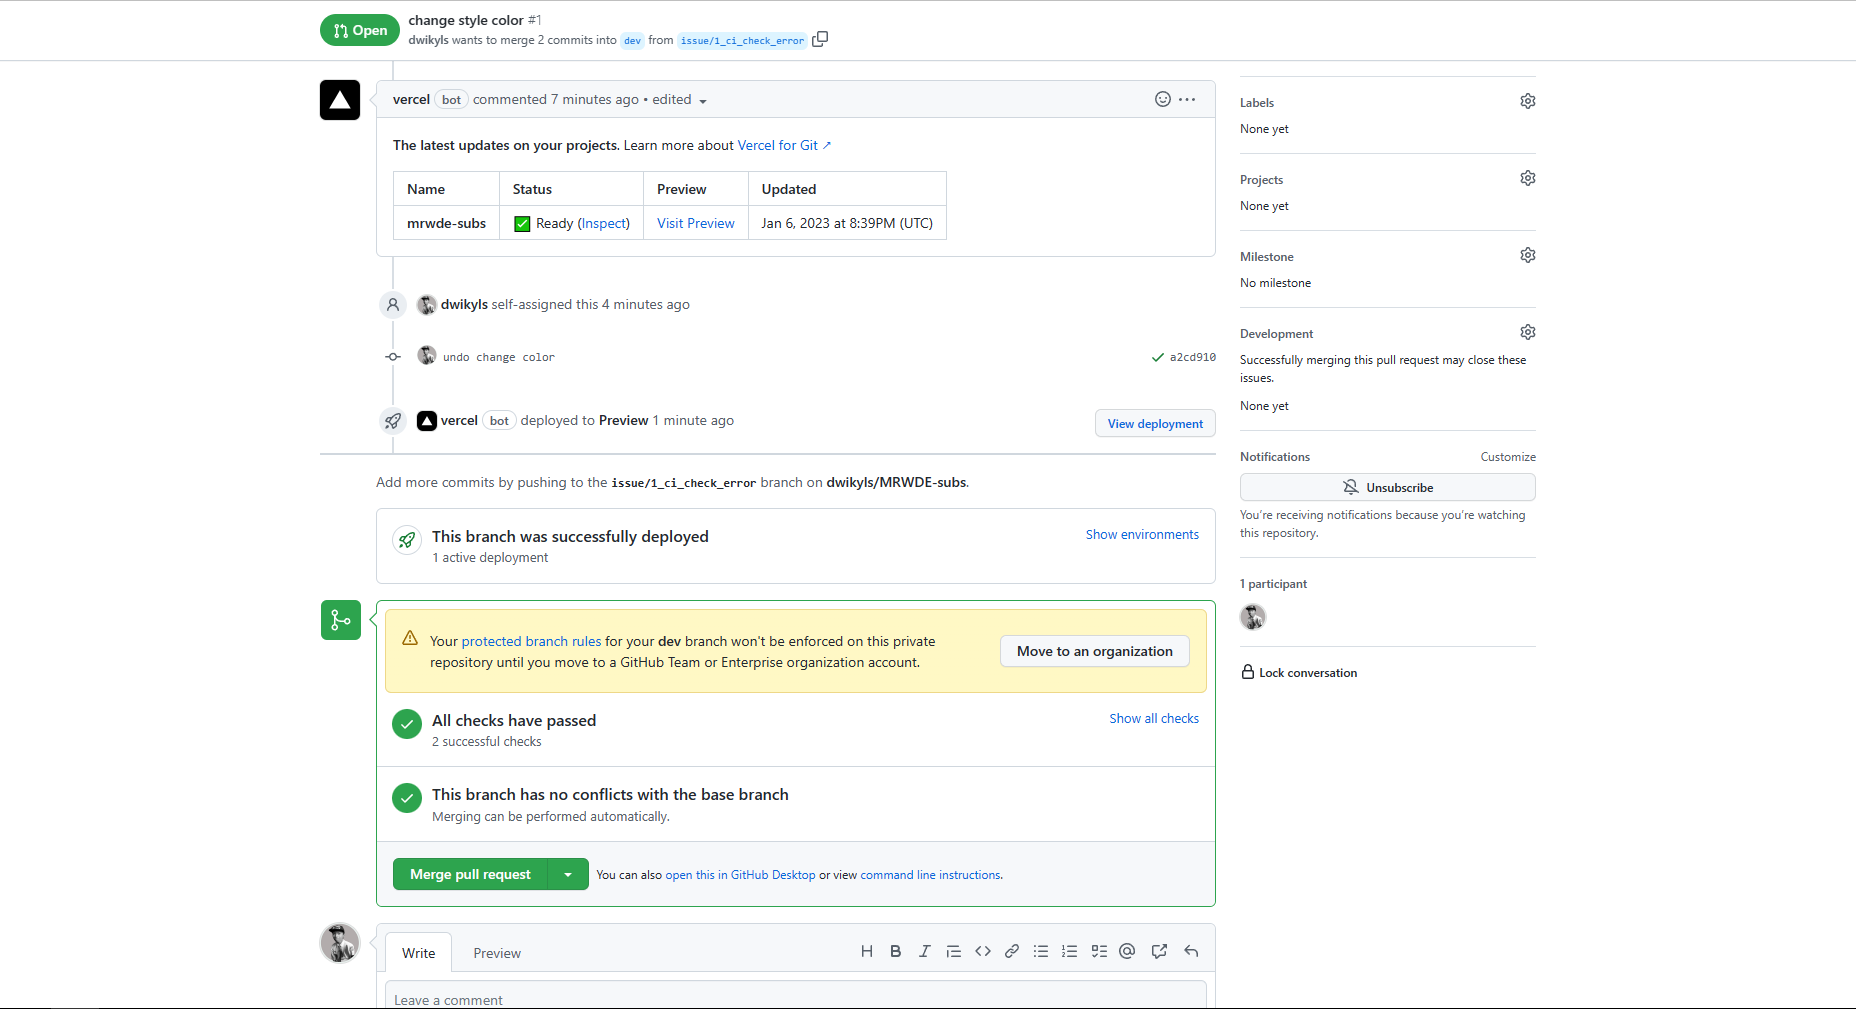 Open
change style color #1
dwikyls wants to merge 2 commits into dev from issue/1_ci_check_error
vercel bot commented 7 minutes ago • edited
The latest updates on your projects. Learn more about Vercel for Git ↗
Name Status Preview Updated
mrwde-subs ✅ Ready (Inspect) Visit Preview Jan 6, 2023 at 8:39PM (UTC)
dwikyls self-assigned this 4 minutes ago
undo change color a2cd910
vercel bot deployed to Preview 1 minute ago View deployment
Add more commits by pushing to the issue/1_ci_check_error branch on dwikyls/MRWDE-subs.
This branch was successfully deployed Show environments
1 active deployment
Your protected branch rules for your dev branch won't be enforced on this private
repository until you move to a GitHub Team or Enterprise organization account.
Move to an organization
All checks have passed Show all checks
2 successful checks
This branch has no conflicts with the base branch
Merging can be performed automatically.
Merge pull request You can also open this in GitHub Desktop or view command line instructions.
Write Preview
Leave a comment
Labels
None yet
Projects
None yet
Milestone
No milestone
Development
Successfully merging this pull request may close these
issues.
None yet
Notifications Customize
Unsubscribe
You're receiving notifications because you're watching
this repository.
1 participant
Lock conversation